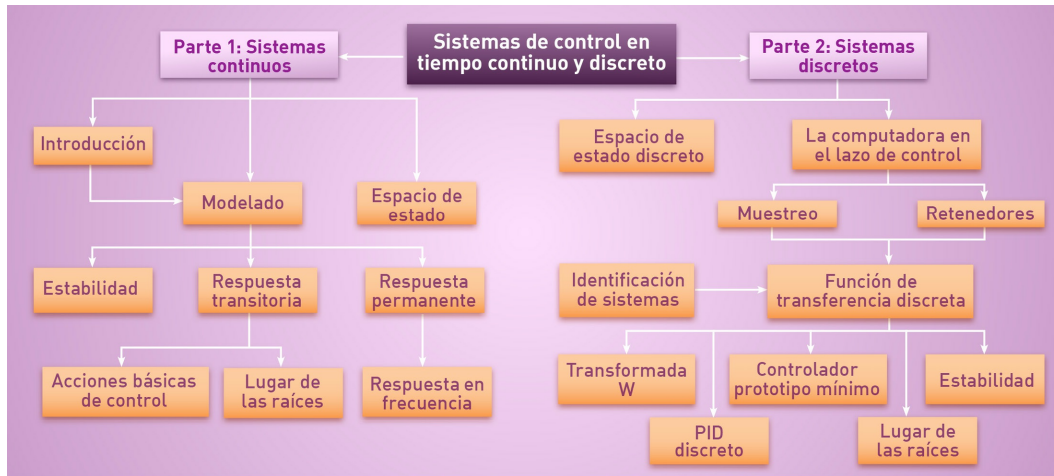 Sistemas de control en
tiempo continuo y discreto
Parte 1: Sistemas
continuos
Parte 2: Sistemas
discretos
Introducción
Modelado
Espacio de
estado
Estabilidad
Respuesta
transitoria
Respuesta
permanente
Acciones básicas
de control
Lugar de
las raíces
Respuesta en
frecuencia
Espacio de
estado discreto
La computadora en
el lazo de control
Muestreo
Retenedores
Identificación
de sistemas
Función de
transferencia discreta
Transformada
W
Controlador
prototipo mínimo
Estabilidad
PID
discreto
Lugar de
las raíces